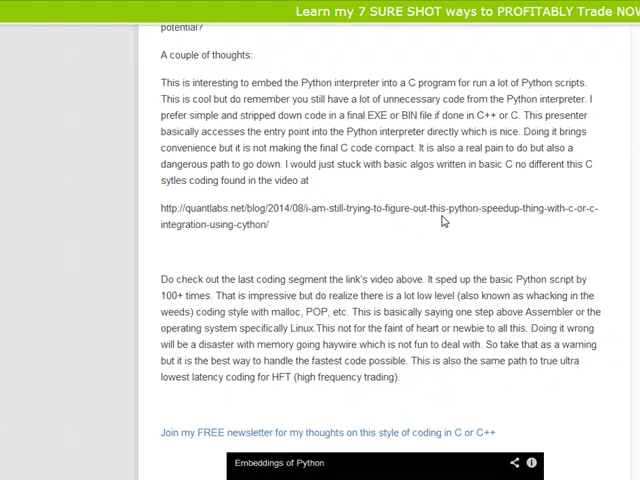 Learn my 7 SURE SHOT ways to PROFITABLY Trade NOW
potential?
A couple of thoughts:
This is interesting to embed the Python interpreter into a C program for run a lot of Python scripts.
This is cool but do remember you still have a lot of unnecessary code from the Python interpreter. I
prefer simple and stripped down code in a final EXE or BIN file if done in C++ or C. This presenter
basically accesses the entry point into the Python interpreter directly which is nice. Doing it brings
convenience but it is not making the final C code compact. It is also a real pain to do but also a
dangerous path to go down. I would just stuck with basic algos written in basic C no different this C
sytles coding found in the video at
http://quantlabs.net/blog/2014/08/i-am-still-trying-to-figure-out-this-python-speedup-thing-with-c-or-c-
integration-using-cython/
Do check out the last coding segment the link's video above. It sped up the basic Python script by
100+ times. That is impressive but do realize there is a lot low level (also known as whacking in the
weeds) coding style with malloc, POP, etc. This is basically saying one step above Assembler or the
operating system specifically Linux.This not for the faint of heart or newbie to all this. Doing it wrong
will be a disaster with memory going haywire which is not fun to deal with. So take that as a warning
but it is the best way to handle the fastest code possible. This is also the same path to true ultra
lowest latency coding for HFT (high frequency trading).
Join my FREE newsletter for my thoughts on this style of coding in C or C++
Embeddings of Python